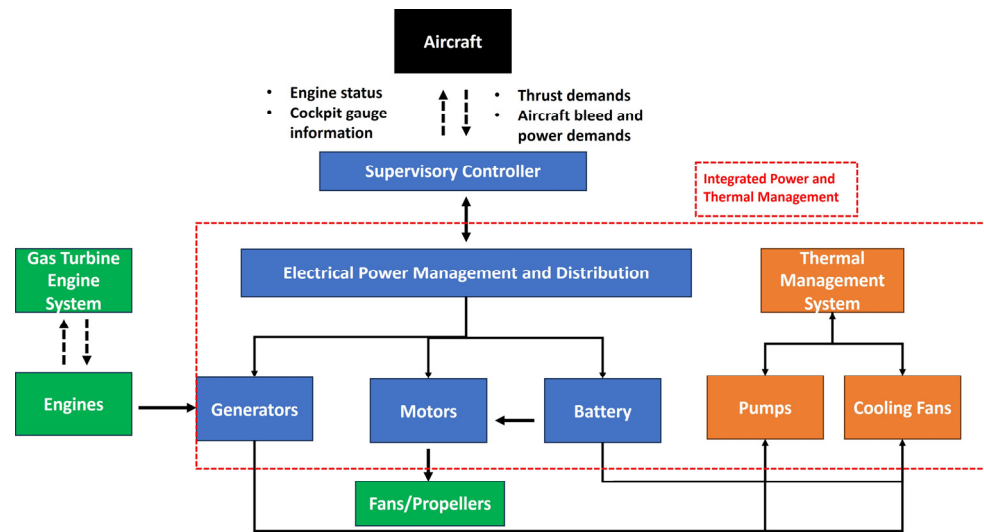 Aircraft
• Engine status
• Cockpit gauge
information
• Thrust demands
• Aircraft bleed and
power demands
Supervisory Controller
Integrated Power and
Thermal Management
Gas Turbine
Engine
System
Electrical Power Management and Distribution
Thermal
Management
System
Engines
Generators
Motors
Battery
Pumps
Cooling Fans
Fans/Propellers